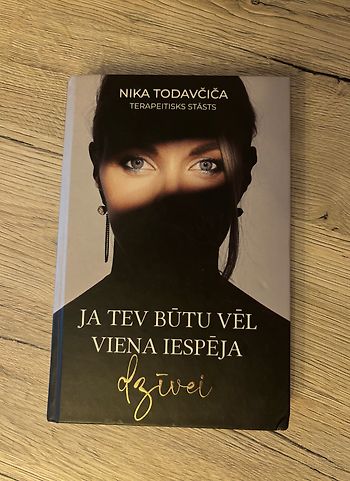 NIKA TODAVČIČA
TERAPEITISKS STĀSTS
JA TEV BŪTU VĒL
VIENA IESPĒJA
dzīvei